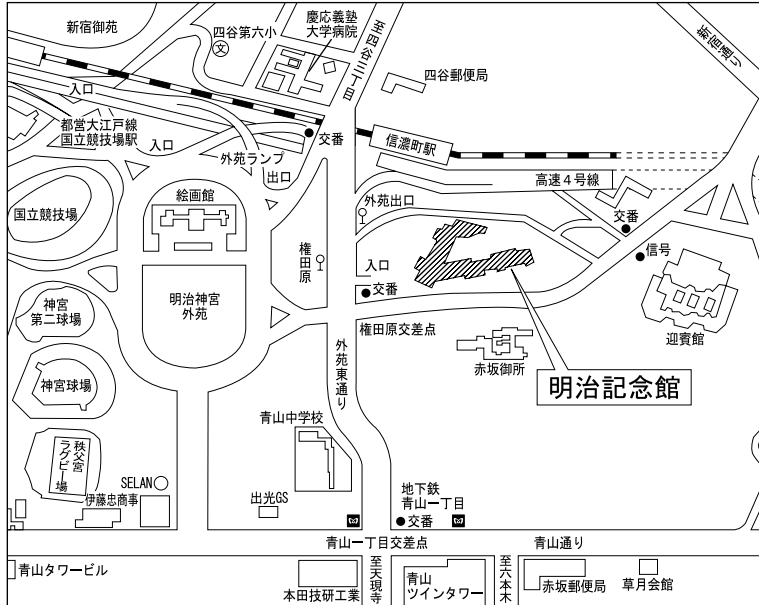 新宿御苑
四谷第六小
文
慶応義塾
大学病院
至四谷三丁目
四谷郵便局
新宿通り
入口
都営大江戸線
国立競技場駅
入口
外苑ランプ
出口
交番
信濃町駅
高速4号線
国立競技場
絵画館
権田原
外苑出口
入口
交番
交番
信号
迎賓館
明治神宮
外苑
神宮
第二球場
権田原交差点
赤坂御所
明治記念館
外苑東通り
神宮球場
青山中学校
秩父宮
ラグビー場
SELAN
伊藤忠商事
出光GS
地下鉄
青山一丁目
交番
青山一丁目交差点
青山通り
青山タワービル
本田技研工業
至天現寺
青山
ツインタワー
至六本木
赤坂郵便局
草月会館